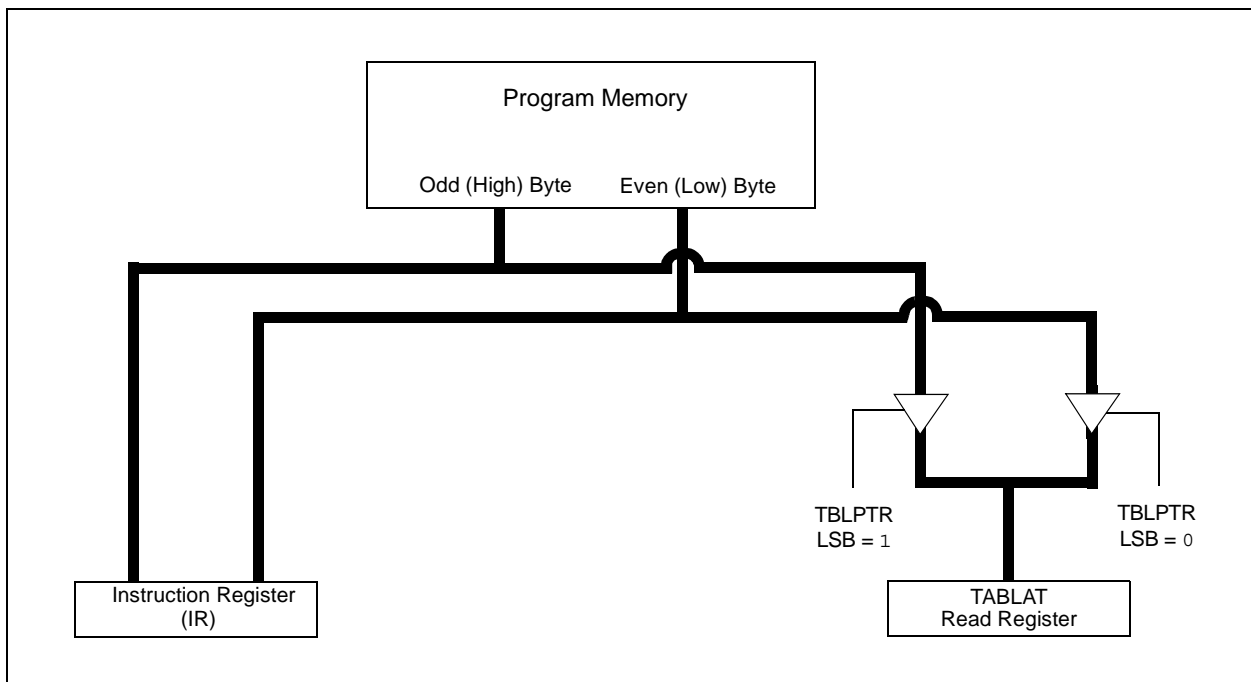 Program Memory
Odd (High) Byte
Even (Low) Byte
TBLPTR
LSB = 1
TBLPTR
LSB = 0
Instruction Register
(IR)
TABLAT
Read Register